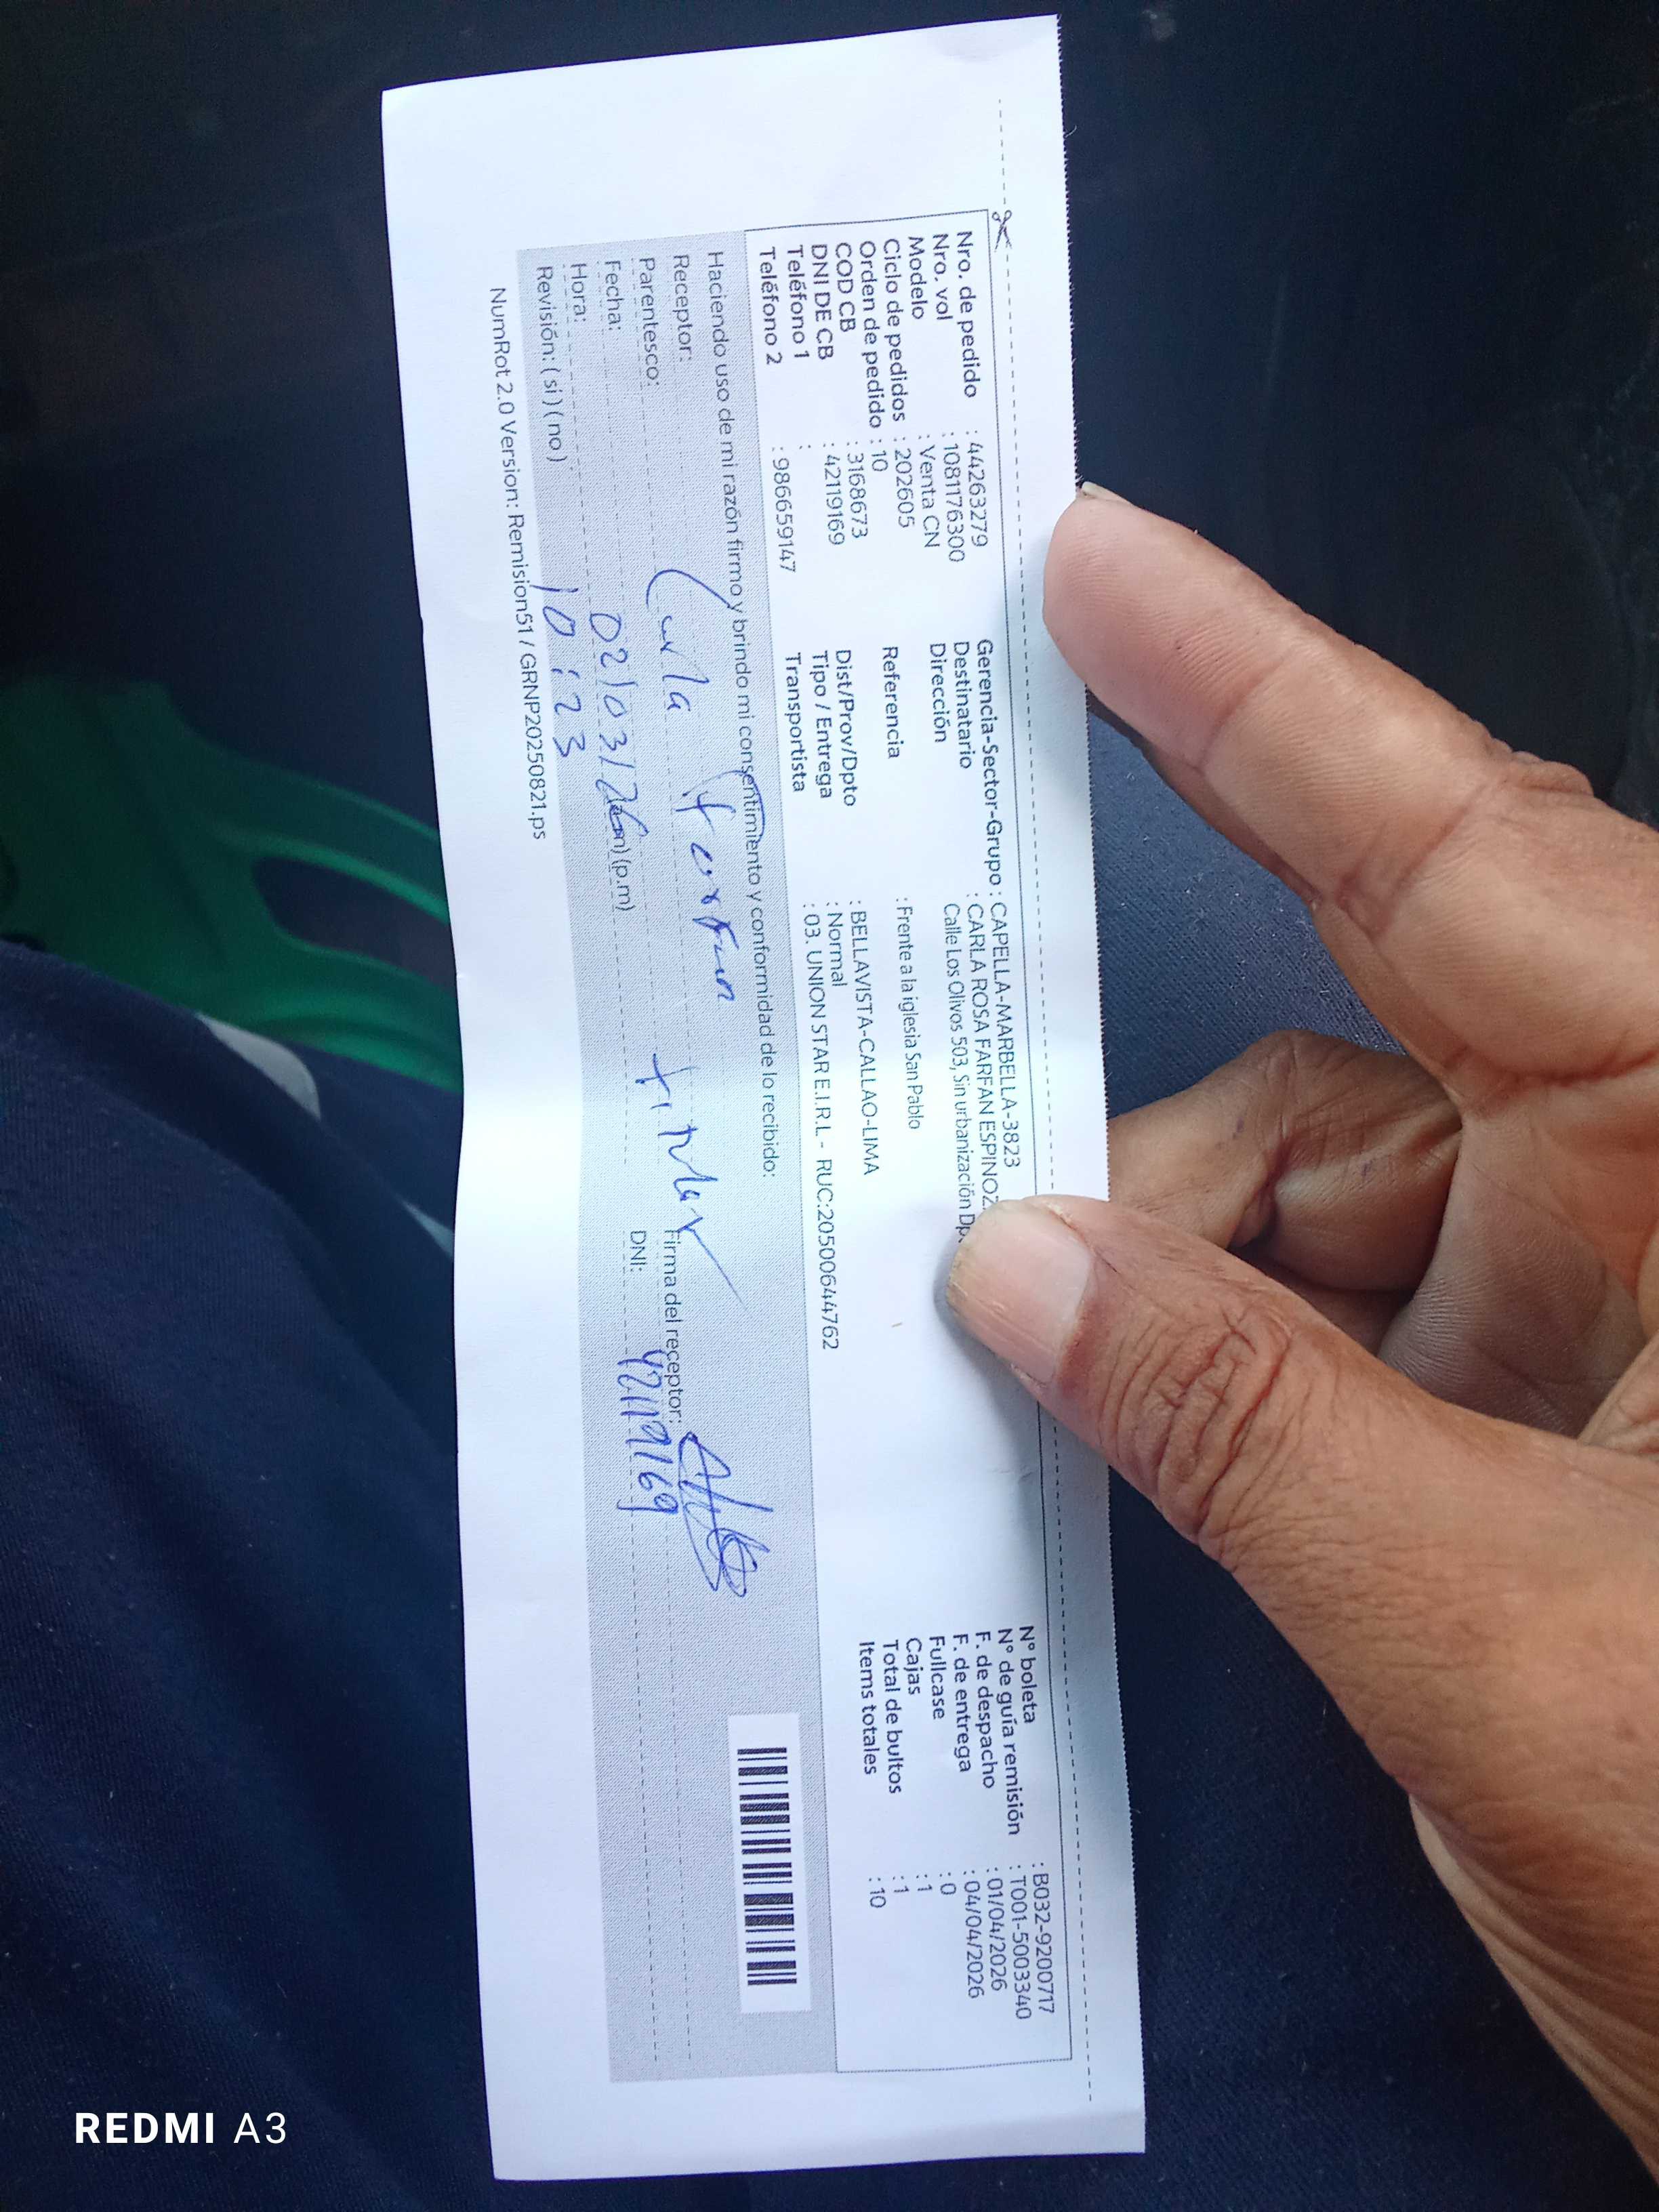 Nro. de pedido : 44263279
Nro. vol : 1081176300
Modelo : Venta CN
Ciclo de pedidos : 202605
Orden de pedido : 10
COD CB : 3168673
DNI DE CB : 42119169
Teléfono 1 :
Teléfono 2 : 986659147
Gerencia-Sector-Grupo : CAPELLA-MARBELLA-3823
Destinatario : CARLA ROSA FARFAN ESPINOZ
Dirección Calle Los Olivos 503, Sin urbanización Dp
Referencia : Frente a la iglesia San Pablo
Dist/Prov/Dpto : BELLAVISTA-CALLAO-LIMA
Tipo / Entrega : Normal
Transportista : 03. UNION STAR E.I.R.L - RUC:20500644762
N° boleta : B032-9200717
N° de guía remisión : T001-5003340
F. de despacho : 01/04/2026
F. de entrega : 04/04/2026
Fullcase : 0
Cajas : 1
Total de bultos : 1
Items totales : 10
Haciendo uso de mi razón firmo y brindo mi consentimiento y conformidad de lo recibido:
Receptor: Carla Farfan
Parentesco: titular Firma del receptor:
Fecha: 02/03/26 DNI: 42119169
Hora: 10:23 (p.m)
Revisión: ( si ) ( no )
NumRot 2.0 Version: Remision51 / GRNP20250821.ps
REDMI A3